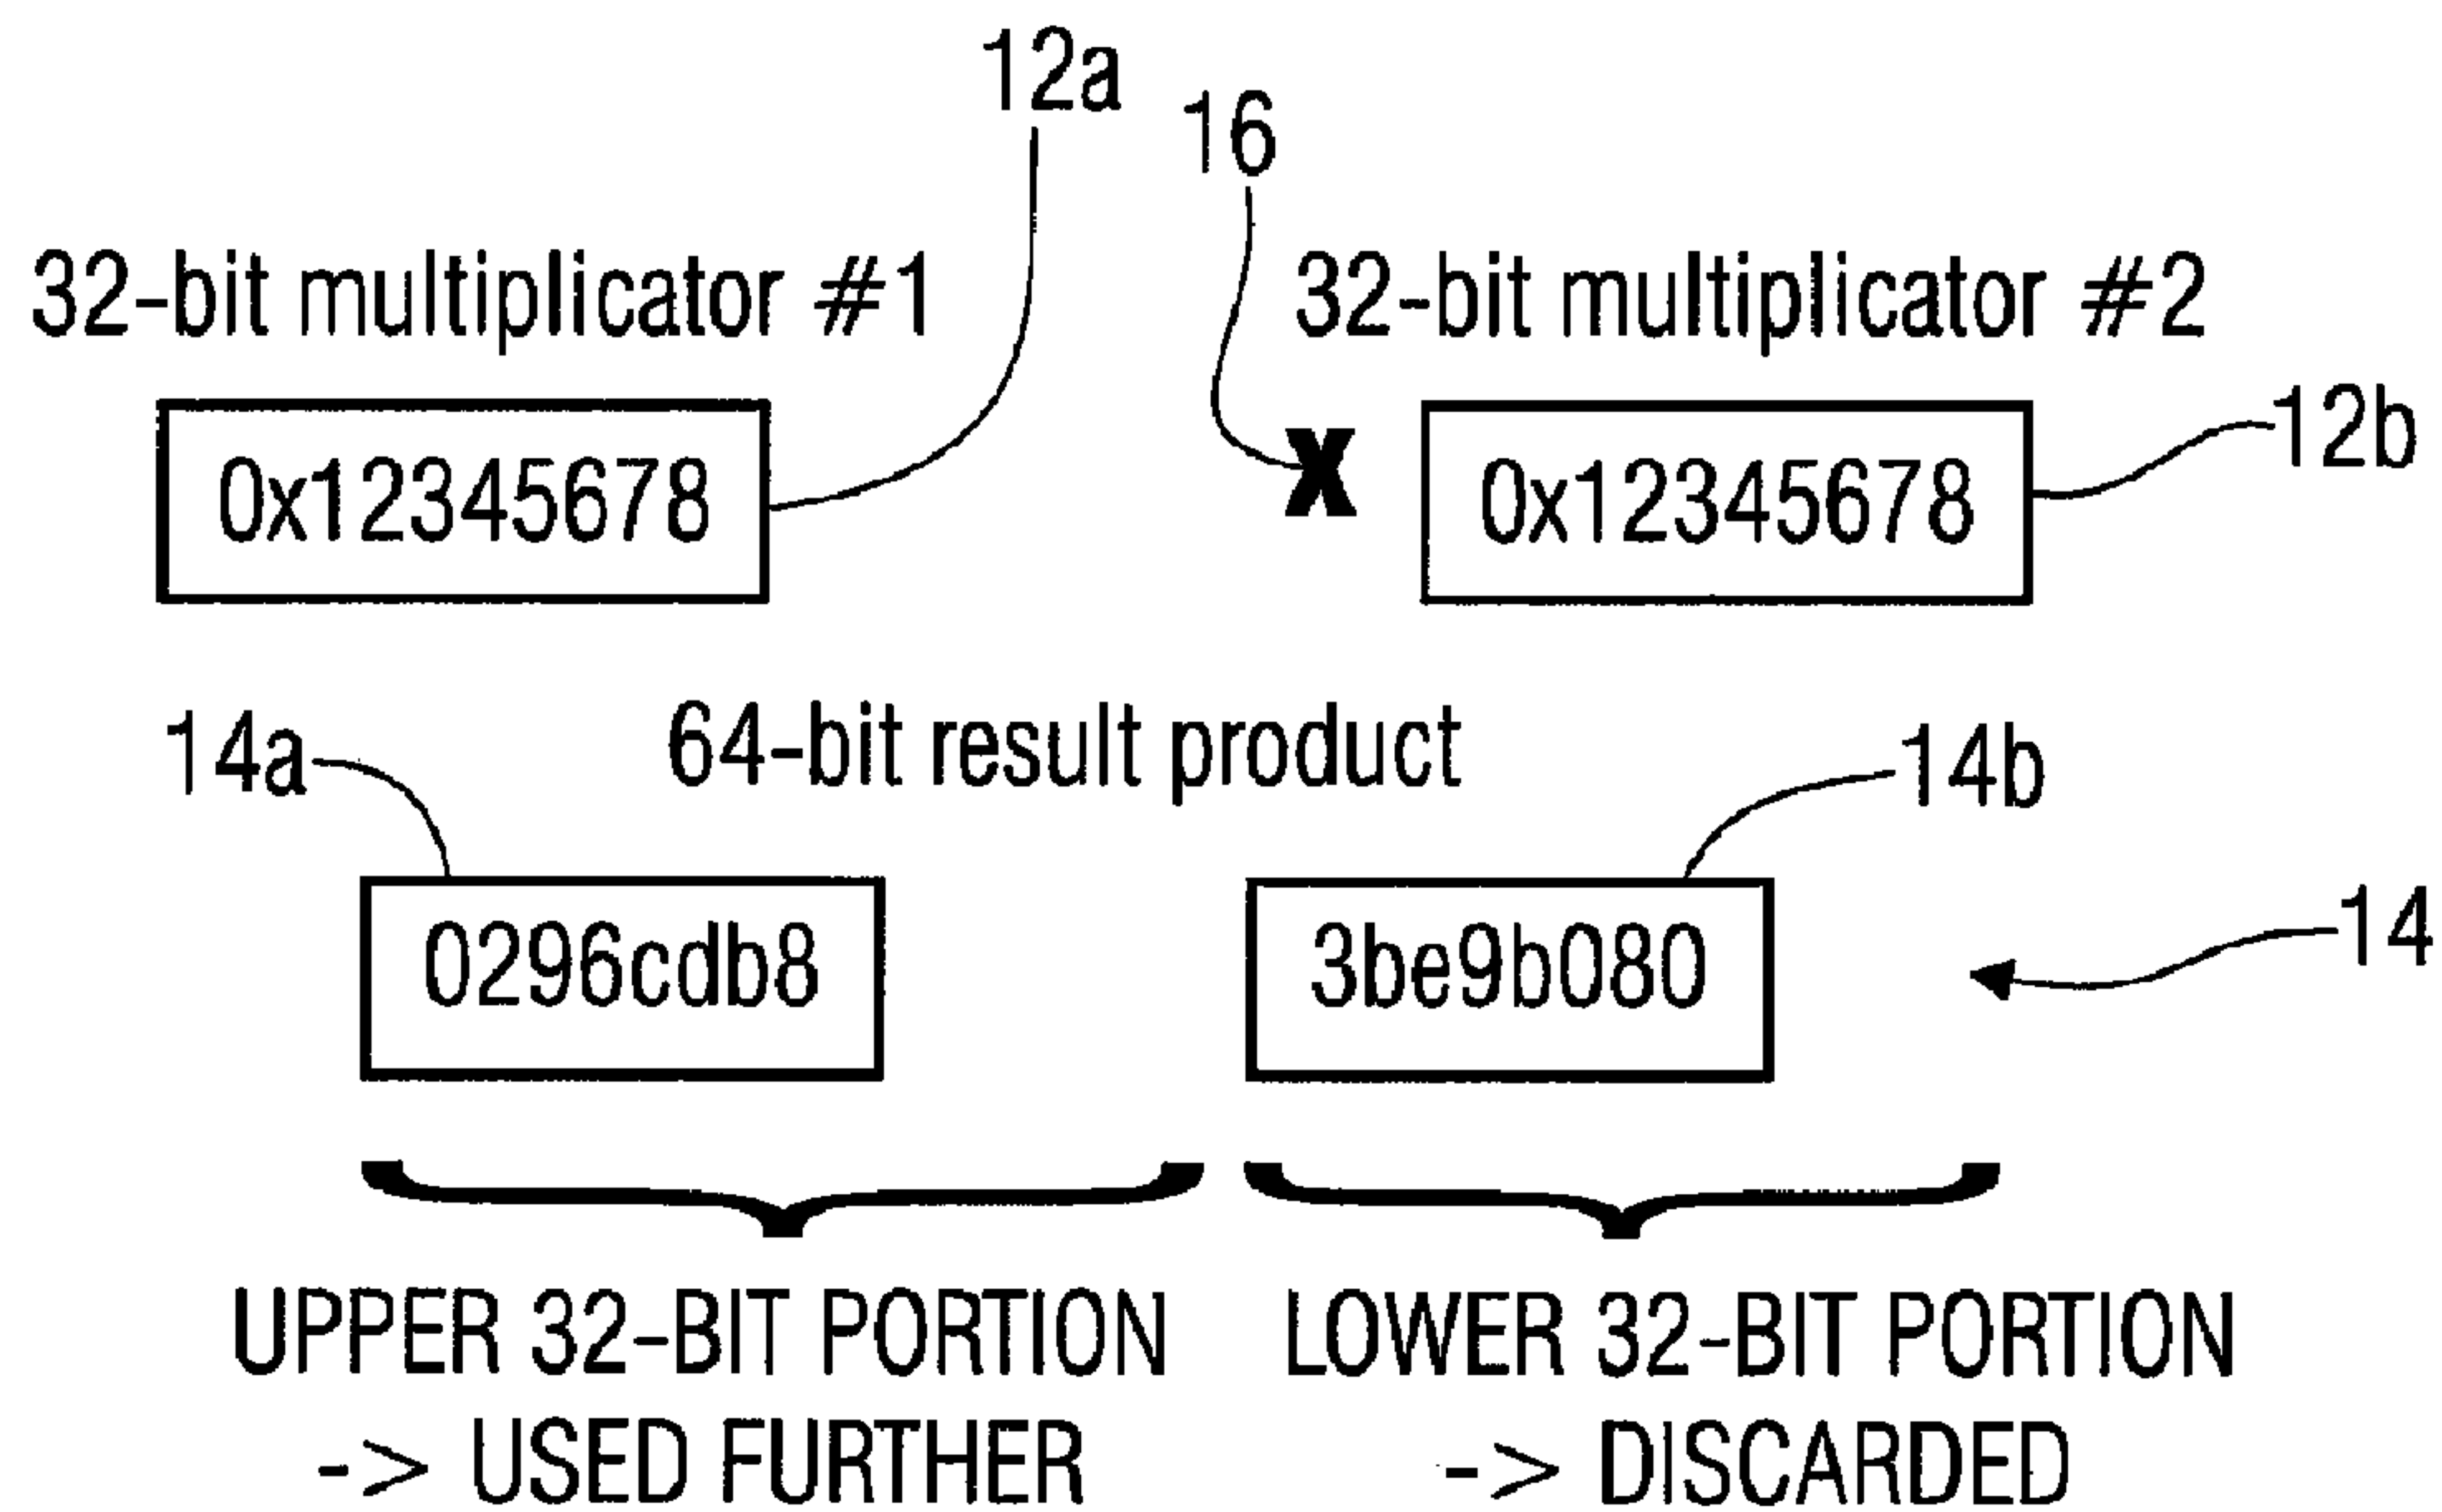 12a
16
32-bit multiplicator #1
32-bit multiplicator #2
12b
0x12345678
X
0x12345678
14a
64-bit result product
14b
0296cdb8
3be9b080
14
UPPER 32-BIT PORTION
-> USED FURTHER
LOWER 32-BIT PORTION
-> DISCARDED